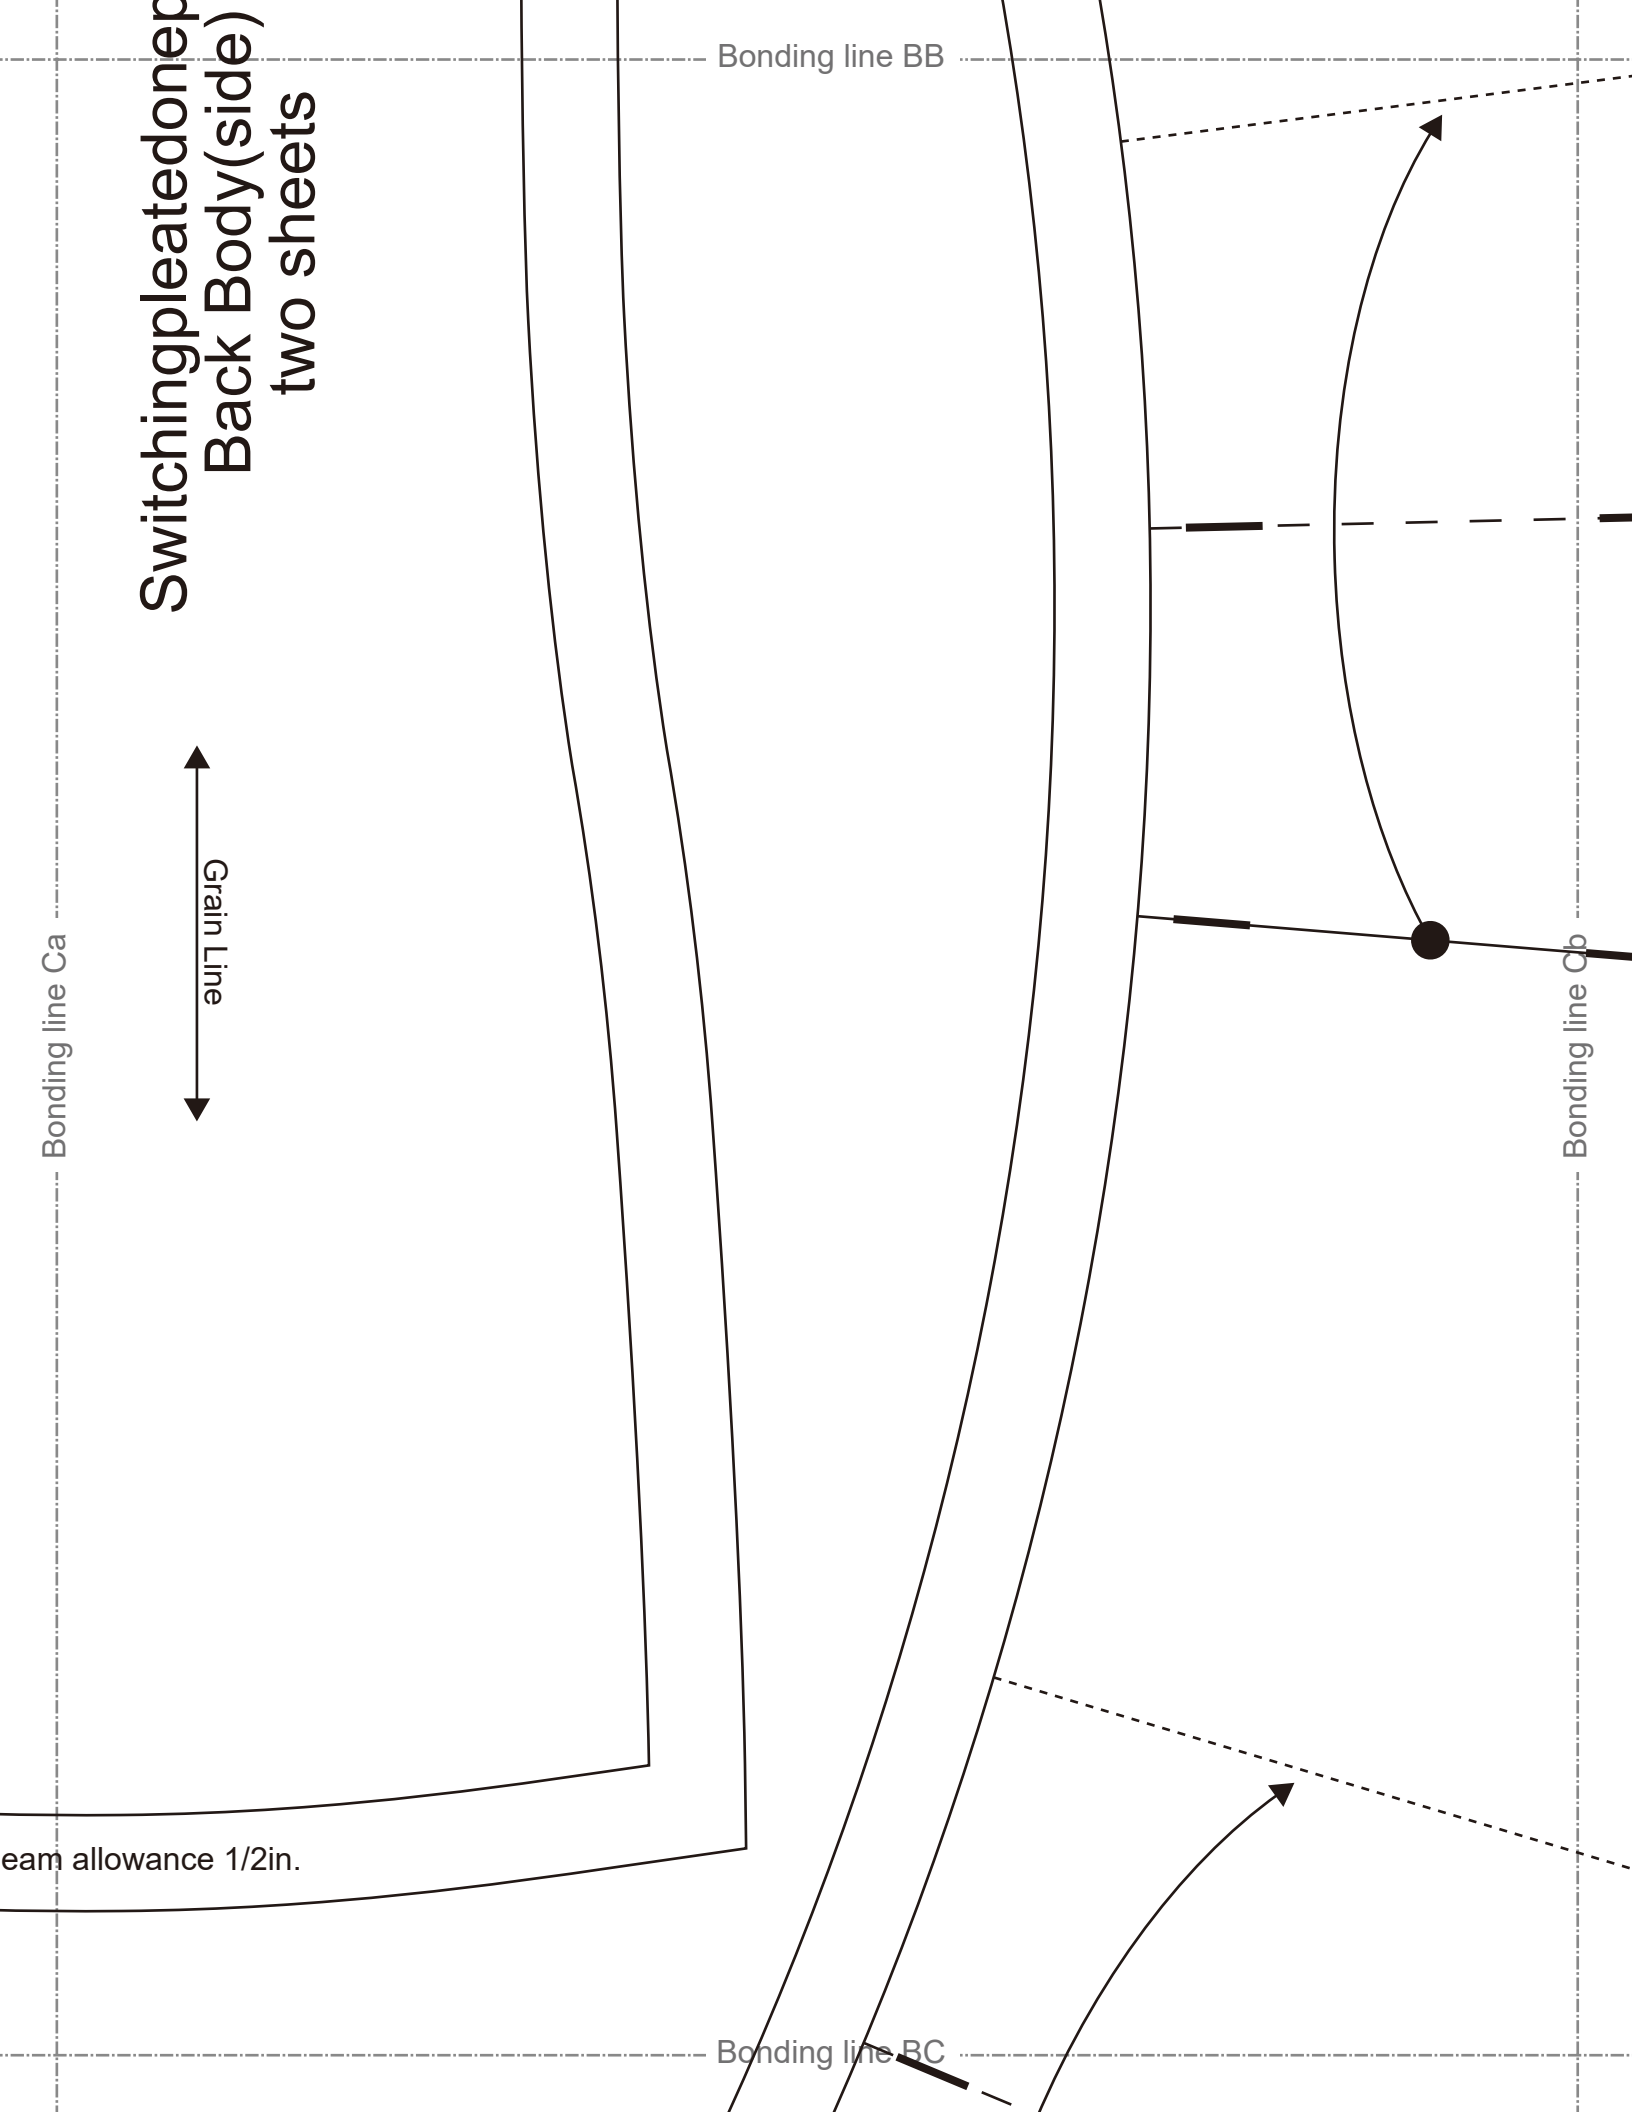 Bonding line BB
Switchingpleatedonep
Back Body(side)
two sheets
Grain Line
Bonding line Ca
Bonding line Cb
eam allowance 1/2in.
Bonding line BC